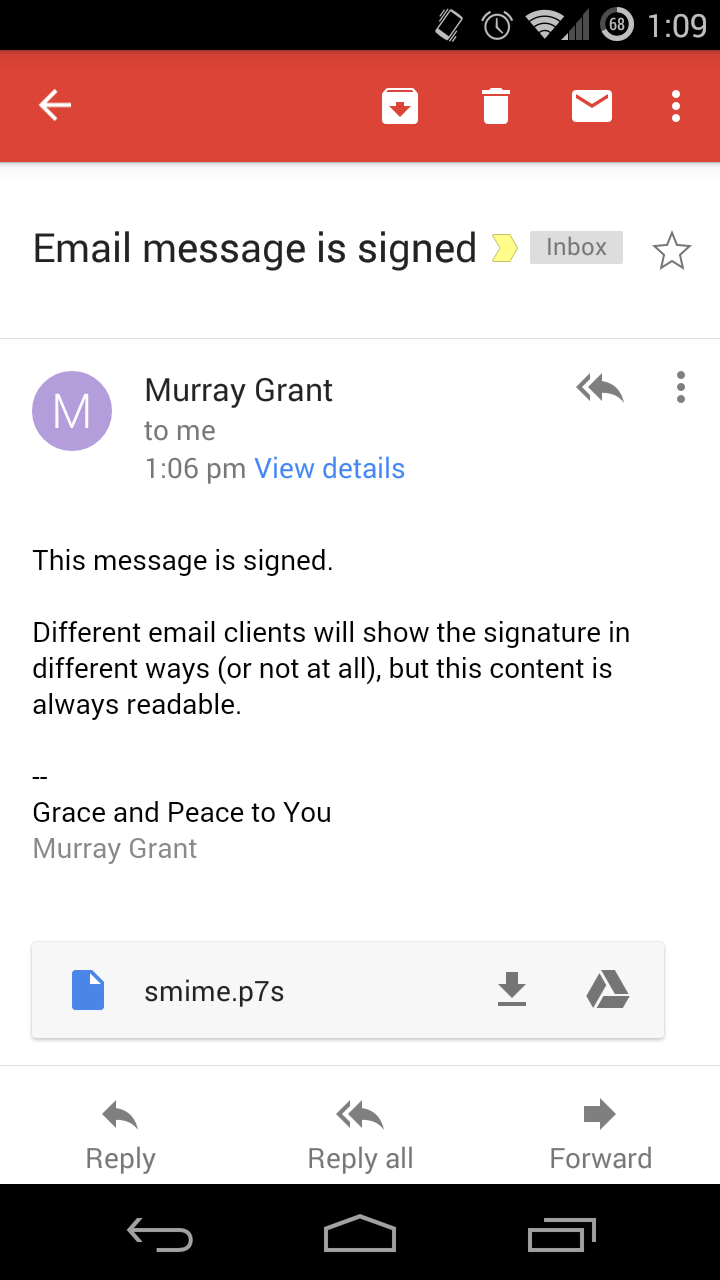 68 1:09
Email message is signed Inbox
M
Murray Grant
to me
1:06 pm View details
This message is signed.
Different email clients will show the signature in
different ways (or not at all), but this content is
always readable.
--
Grace and Peace to You
Murray Grant
smime.p7s
Reply Reply all Forward